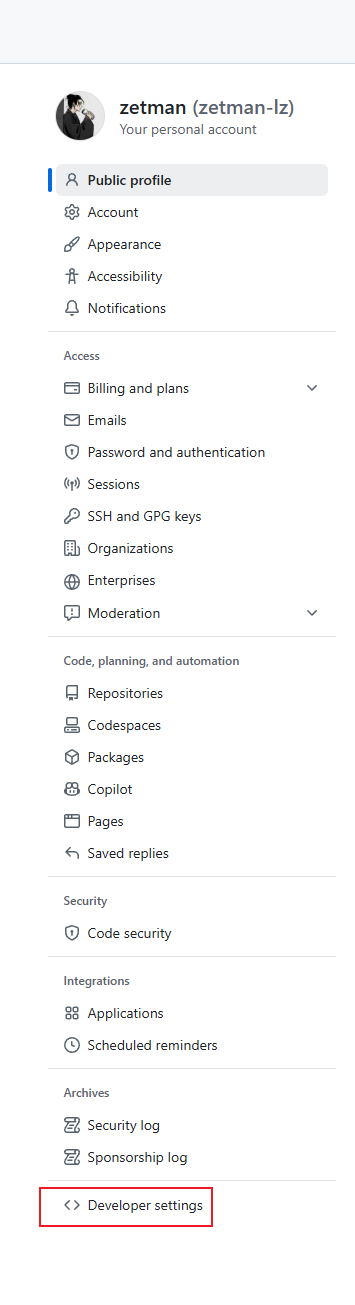 zetman (zetman-lz)
Your personal account
Public profile
Account
Appearance
Accessibility
Notifications
Access
Billing and plans
Emails
Password and authentication
Sessions
SSH and GPG keys
Organizations
Enterprises
Moderation
Code, planning, and automation
Repositories
Codespaces
Packages
Copilot
Pages
Saved replies
Security
Code security
Integrations
Applications
Scheduled reminders
Archives
Security log
Sponsorship log
Developer settings